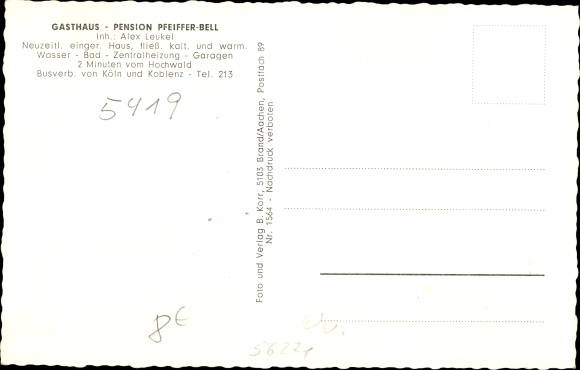 GASTHAUS - PENSION PFEIFFER-BELL
Inh.: Alex Leukel
Neuzeitl. einger. Haus, fließ. kalt. und warm.
Wasser - Bad - Zentralheizung - Garagen
2 Minuten vom Hochwald
Busverb. von Köln und Koblenz - Tel. 213
5419
Foto und Verlag B. Korr, 5103 Brand/Aachen, Postfach 89
Nr. 1564 - Nachdruck verboten
8€